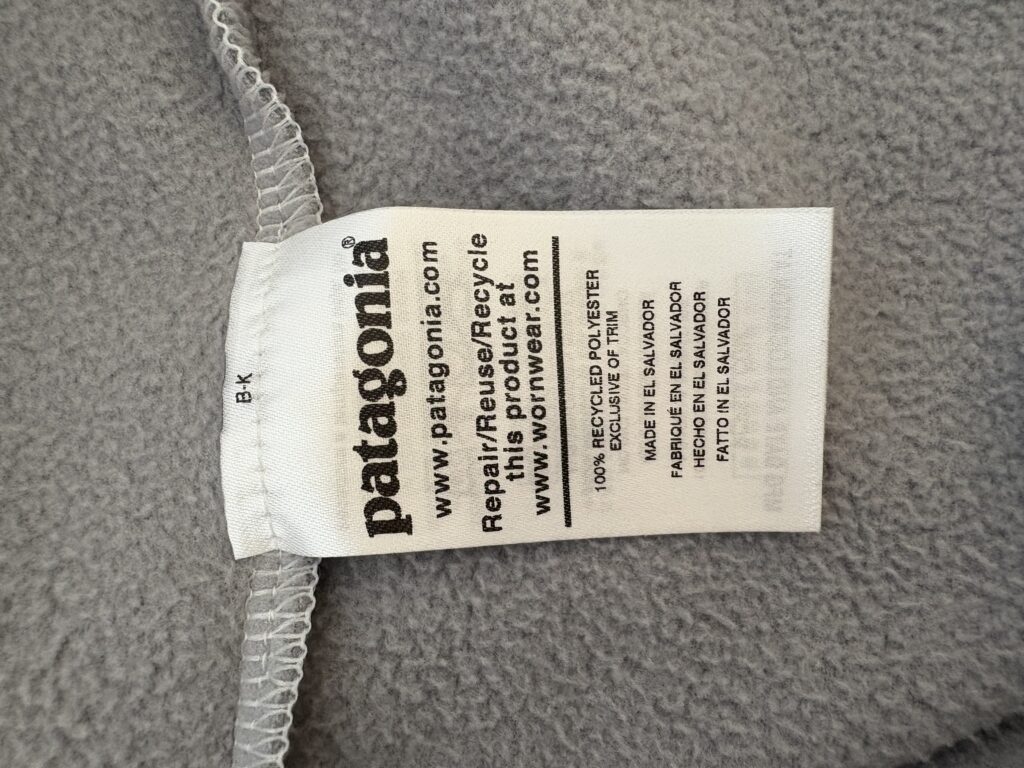 B-K
patagonia®
www.patagonia.com
Repair/Reuse/Recycle
this product at
www.wornwear.com
100% RECYCLED POLYESTER
EXCLUSIVE OF TRIM
MADE IN EL SALVADOR
FABRIQUÉ EN EL SALVADOR
HECHO EN EL SALVADOR
FATTO IN EL SALVADOR